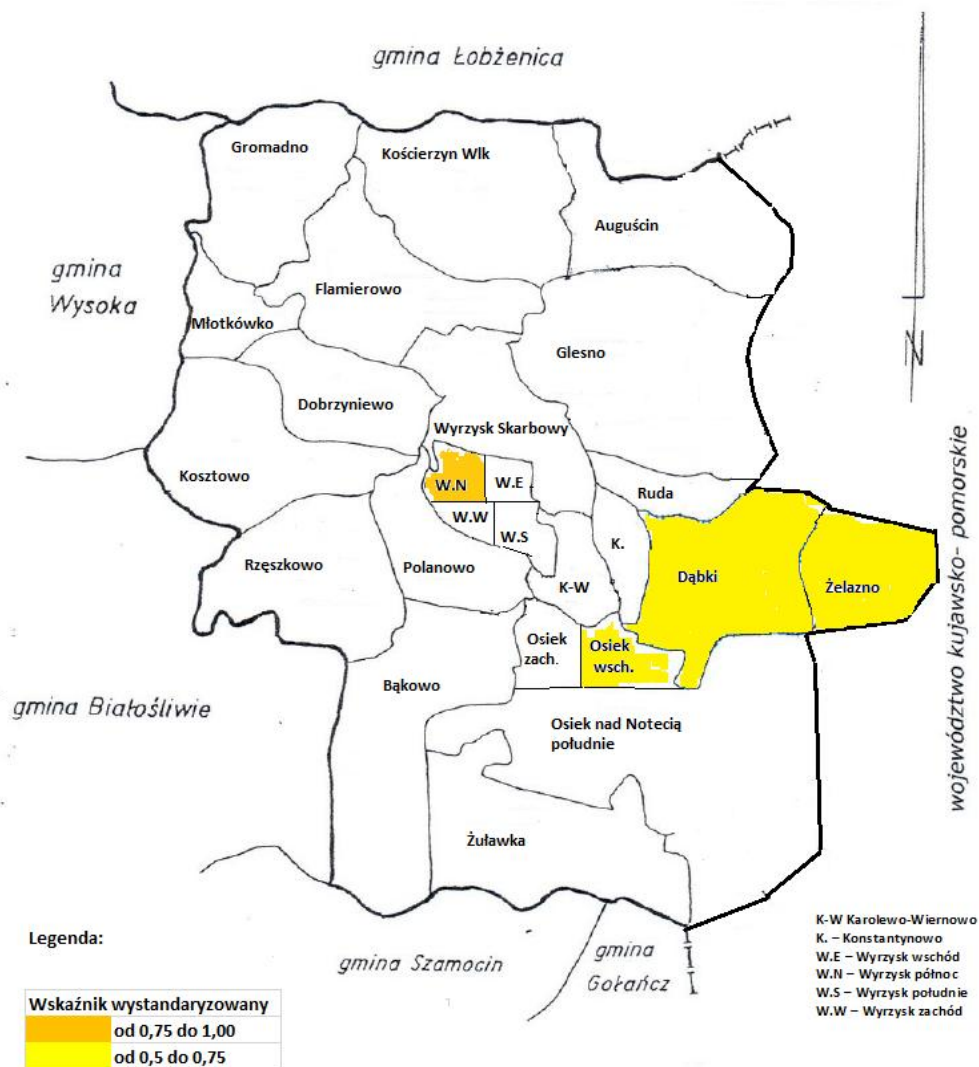 gmina Łobżenica
Gromadno
Kościerzyn Wlk
Auguścin
gmina
Wysoka
Flamierowo
Młotkówko
Glesno
N
Dobrzyniewo
Wyrzysk Skarbowy
Kosztowo
W.N
W.E
Ruda
W.W
W.S
K.
Rzęszkowo
Polanowo
K-W
Dąbki
Żelazno
województwo kujawsko- pomorskie
Osiek
zach.
Osiek
wsch.
Bąkowo
gmina Białośliwie
Osiek nad Notecią
południe
Żuławka
Legenda:
gmina Szamocin
gmina
Gołańcz
K-W Karolewo-Wiernowo
K. – Konstantynowo
W.E – Wyrzysk wschód
W.N – Wyrzysk północ
W.S – Wyrzysk południe
W.W – Wyrzysk zachód
Wskaźnik wystandaryzowany
od 0,75 do 1,00
od 0,5 do 0,75